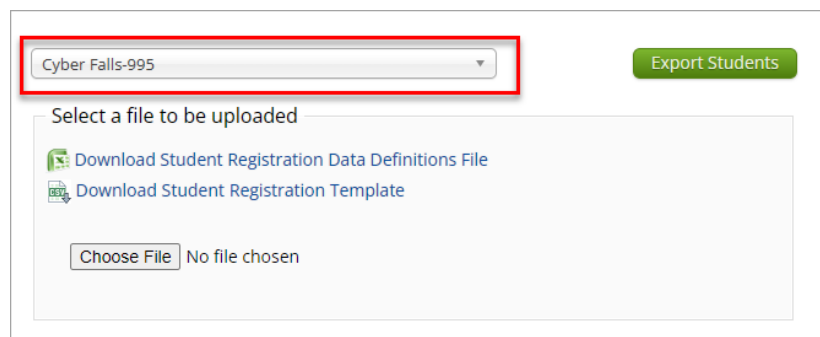 Cyber Falls-995
Export Students
Select a file to be uploaded
Download Student Registration Data Definitions File
Download Student Registration Template
Choose File No file chosen